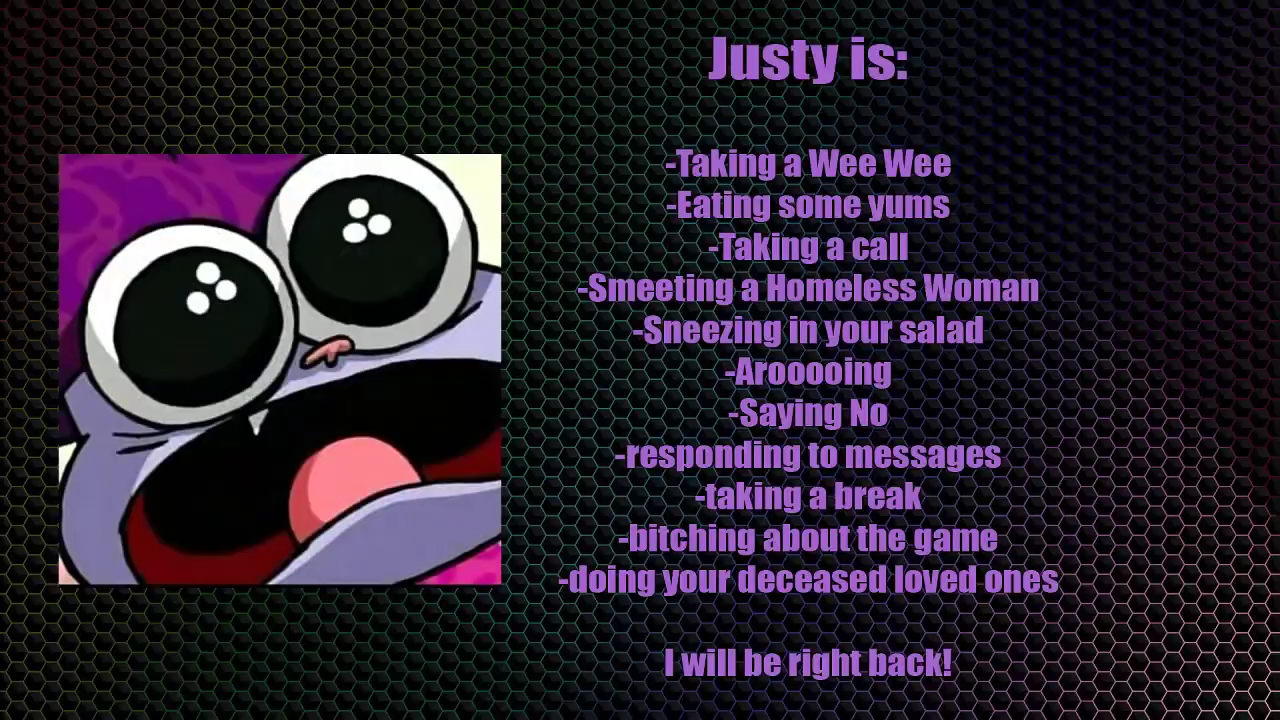 Justy is:
-Taking a Wee Wee
-Eating some yums
-Taking a call
-Smeeting a Homeless Woman
-Sneezing in your salad
-Arooooing
-Saying No
-responding to messages
-taking a break
-bitching about the game
-doing your deceased loved ones
I will be right back!